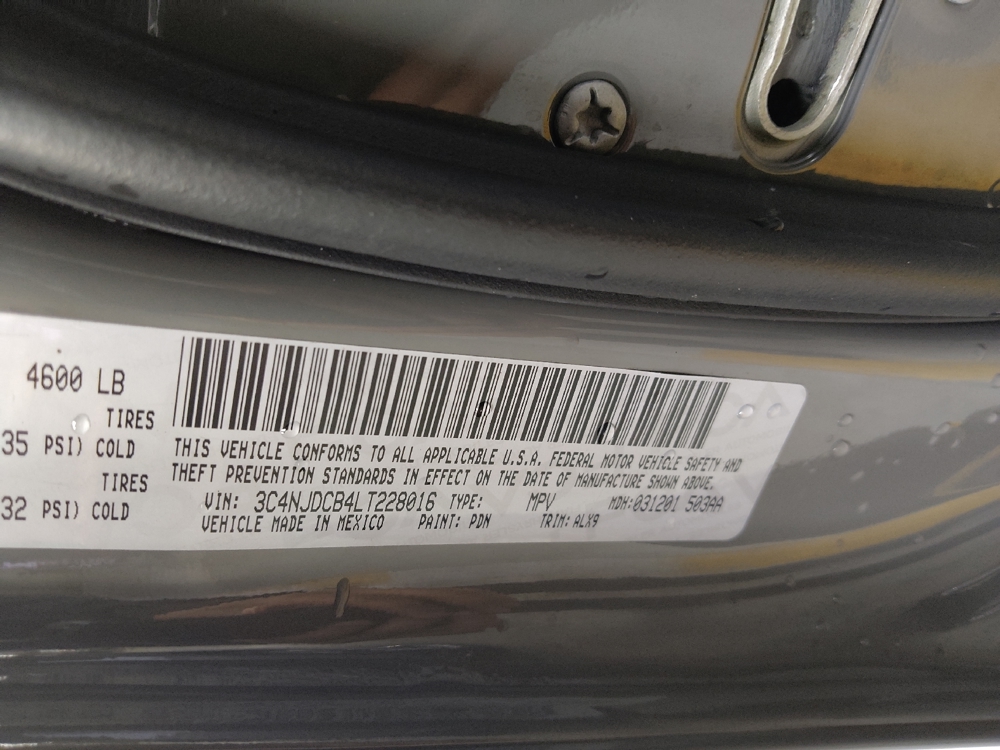 4600 LB
TIRES
35 PSI) COLD
TIRES
32 PSI) COLD
THIS VEHICLE CONFORMS TO ALL APPLICABLE U.S.A. FEDERAL MOTOR VEHICLE SAFETY AND
THEFT PREVENTION STANDARDS IN EFFECT ON THE DATE OF MANUFACTURE SHOWN ABOVE.
VIN: 3C4NJDCB4LT228016 TYPE: MPV MDH:031201 503AA
VEHICLE MADE IN MEXICO PAINT: PDN TRIM: ALX9